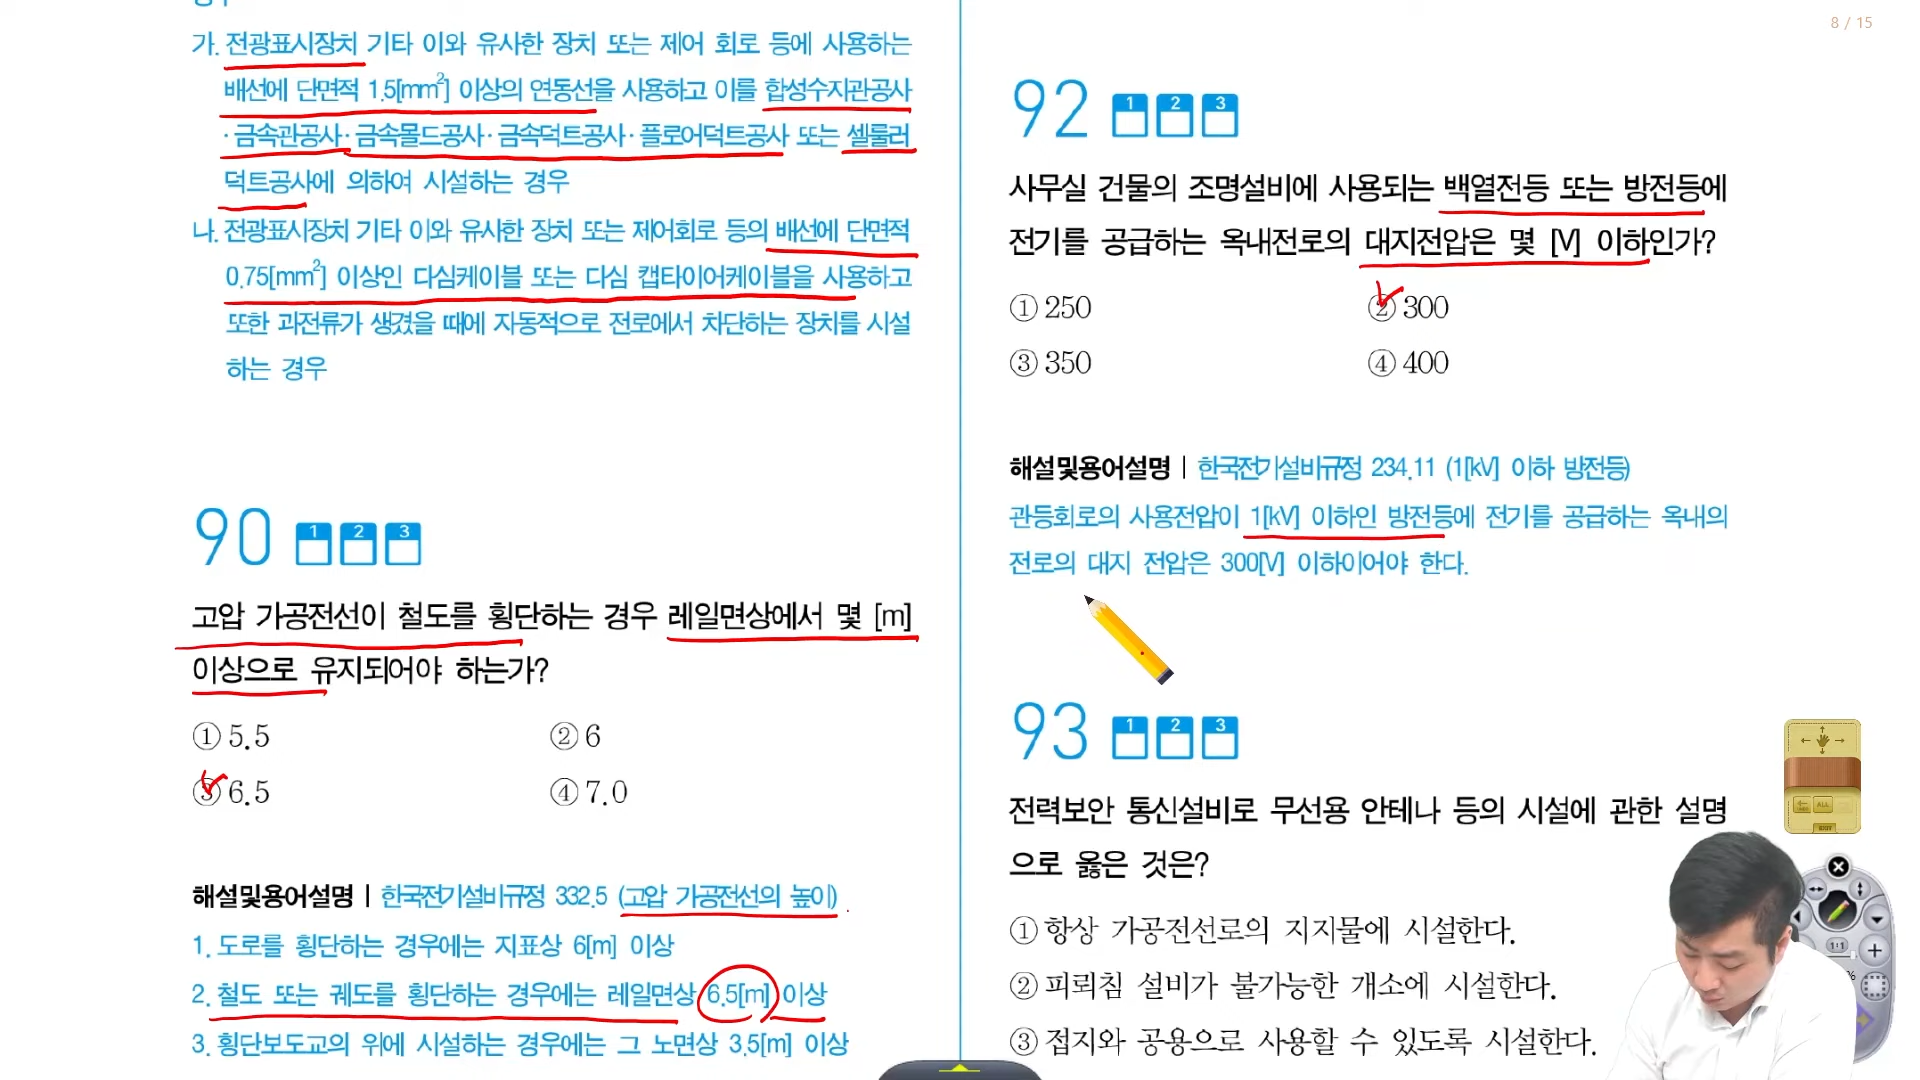 8 / 15
가. 전광표시장치 기타 이와 유사한 장치 또는 제어 회로 등에 사용하는
배선에 단면적 1.5[mm²] 이상의 연동선을 사용하고 이를 합성수지관공사
·금속관공사·금속몰드공사·금속덕트공사·플로어덕트공사 또는 셀룰러
덕트공사에 의하여 시설하는 경우
나. 전광표시장치 기타 이와 유사한 장치 또는 제어회로 등의 배선에 단면적
0.75[mm²] 이상인 다심케이블 또는 다심 캡타이어케이블을 사용하고
또한 과전류가 생겼을 때에 자동적으로 전로에서 차단하는 장치를 시설
하는 경우
90 1 2 3
고압 가공전선이 철도를 횡단하는 경우 레일면상에서 몇 [m]
이상으로 유지되어야 하는가?
① 5.5 ② 6
③ 6.5 ④ 7.0
해설및용어설명 | 한국전기설비규정 332.5 (고압 가공전선의 높이)
1. 도로를 횡단하는 경우에는 지표상 6[m] 이상
2. 철도 또는 궤도를 횡단하는 경우에는 레일면상 6.5[m] 이상
3. 횡단보도교의 위에 시설하는 경우에는 그 노면상 3.5[m] 이상
92 1 2 3
사무실 건물의 조명설비에 사용되는 백열전등 또는 방전등에
전기를 공급하는 옥내전로의 대지전압은 몇 [V] 이하인가?
① 250 ② 300
③ 350 ④ 400
해설및용어설명 | 한국전기설비규정 234.11 (1[kV] 이하 방전등)
관등회로의 사용전압이 1[kV] 이하인 방전등에 전기를 공급하는 옥내의
전로의 대지 전압은 300[V] 이하이어야 한다.
93 1 2 3
전력보안 통신설비로 무선용 안테나 등의 시설에 관한 설명
으로 옳은 것은?
① 항상 가공전선로의 지지물에 시설한다.
② 피뢰침 설비가 불가능한 개소에 시설한다.
③ 접지와 공용으로 사용할 수 있도록 시설한다.
ALL
EXIT
1:1
%